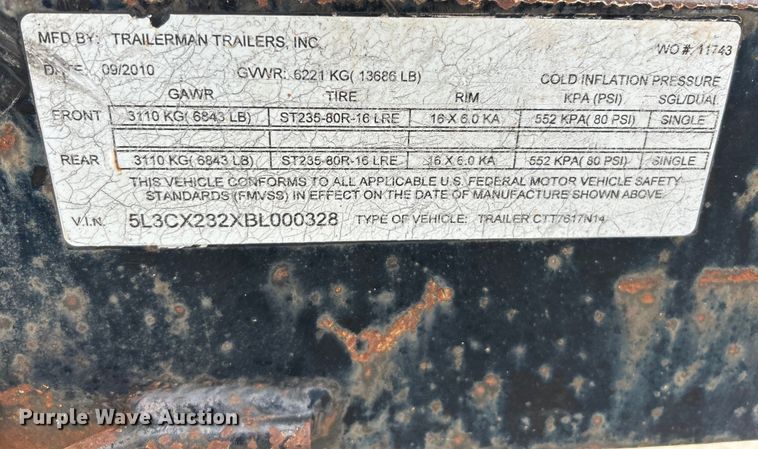 MFD BY: TRAILERMAN TRAILERS, INC
WO #: 11743
DATE: 09/2010 GVWR: 6221 KG( 13686 LB)
COLD INFLATION PRESSURE
GAWR TIRE RIM KPA (PSI) SGL/DUAL
FRONT 3110 KG( 6843 LB) ST235-80R-16 LRE 16 X 6.0 KA 552 KPA( 80 PSI) SINGLE
REAR 3110 KG( 6843 LB) ST235-80R-16 LRE 16 X 6.0 KA 552 KPA( 80 PSI) SINGLE
THIS VEHICLE CONFORMS TO ALL APPLICABLE U.S. FEDERAL MOTOR VEHICLE SAFETY
STANDARDS (FMVSS) IN EFFECT ON THE DATE OF MANUFACTURE SHOWN ABOVE.
V.I.N. 5L3CX232XBL000328 TYPE OF VEHICLE: TRAILER CTT7617N14
Purple Wave Auction